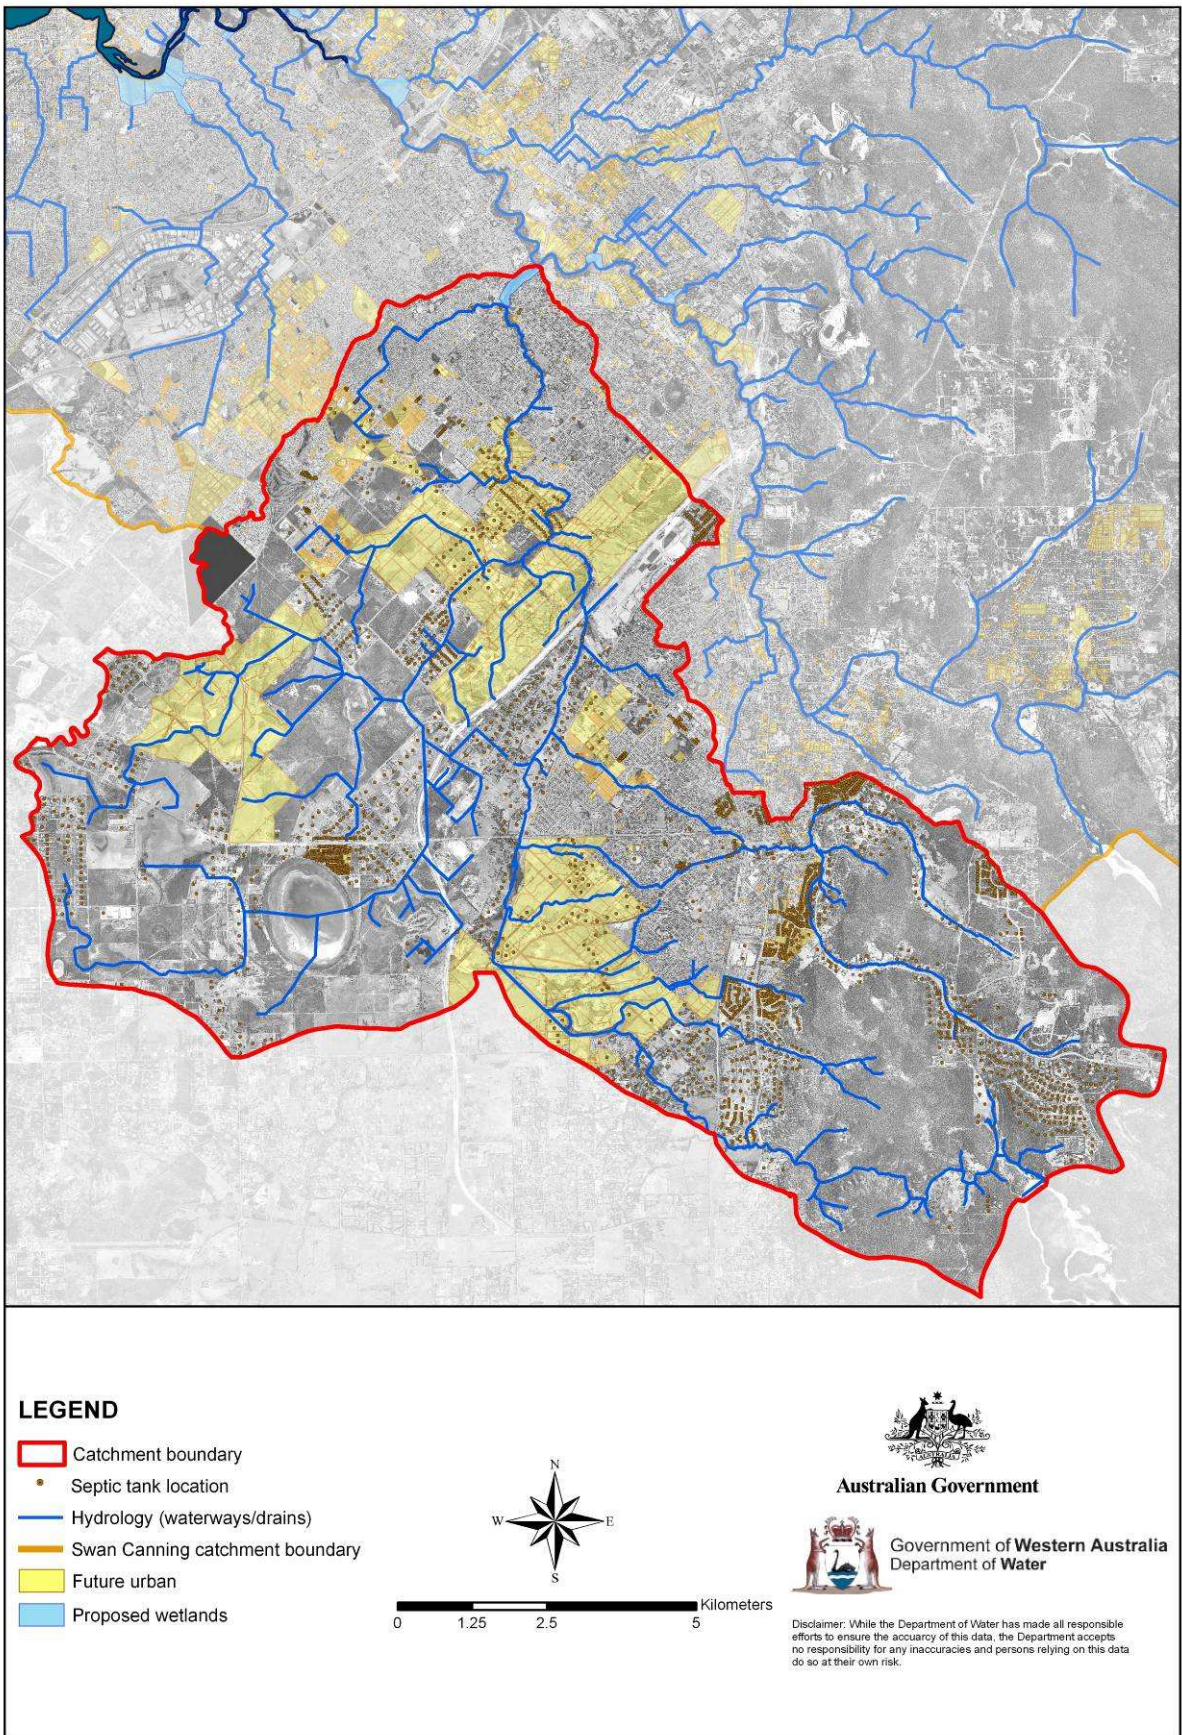 LEGEND
Catchment boundary
Septic tank location
Hydrology (waterways/drains)
Swan Canning catchment boundary
Future urban
Proposed wetlands
N
W
E
S
Kilometers
0
1.25
2.5
5
AUSTRALIA
Australian Government
Government of Western Australia
Department of Water
Disclaimer: While the Department of Water has made all responsible
efforts to ensure the accuarcy of this data, the Department accepts
no responsibility for any inaccuracies and persons relying on this data
do so at their own risk.